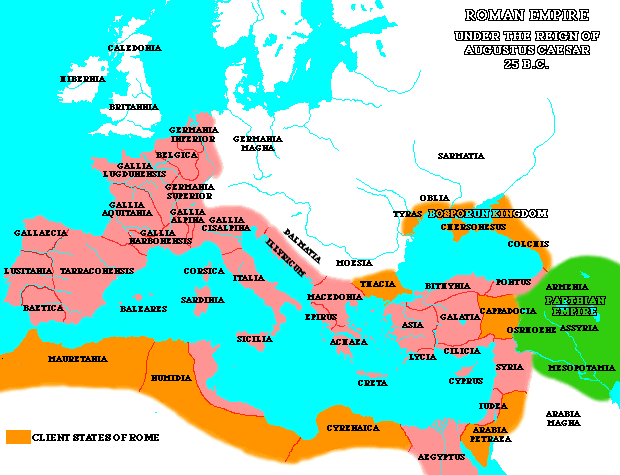 ROMAN EMPIRE
UNDER THE REIGN OF
AUGUSTUS CAESAR
25 B.C.
CALEDONIA
HIBERNIA
BRITANNIA
GERMANIA
INFERIOR
GERMANIA
MAGNA
BELGICA
SARMATIA
GALLIA
LUGDUNENSIS
GERMANIA
SUPERIOR
OBLIA
GALLIA
AQUITANIA
GALLIA
ALPINA
GALLIA
CISALPINA
TYRAS
BOSPORUN KINGDOM
CHERSONESUS
GALLAECIA
GALLIA
NARBONENSIS
DALMATIA
COLCHIS
ILLYRICUM
LUSITANIA
TARRACONENSIS
CORSICA
ITALIA
MOESIA
THACIA
BITHYNIA
PONTUS
ARMENIA
BAETICA
BALEARES
SARDINIA
MACEDONIA
PARTHIAN
EMPIRE
EPIRUS
ASIA
GALATIA
CAPPADOCIA
OSRHOENE
ASSYRIA
SICILIA
ACHAEA
LYCIA
CILICIA
MAURETANIA
NUMIDIA
CRETA
CYPRUS
SYRIA
MESOPOTAMIA
IUDEA
ARABIA
MAGNA
CYRENAICA
ARABIA
PETRAEA
AEGYPTUS
CLIENT STATES OF ROME